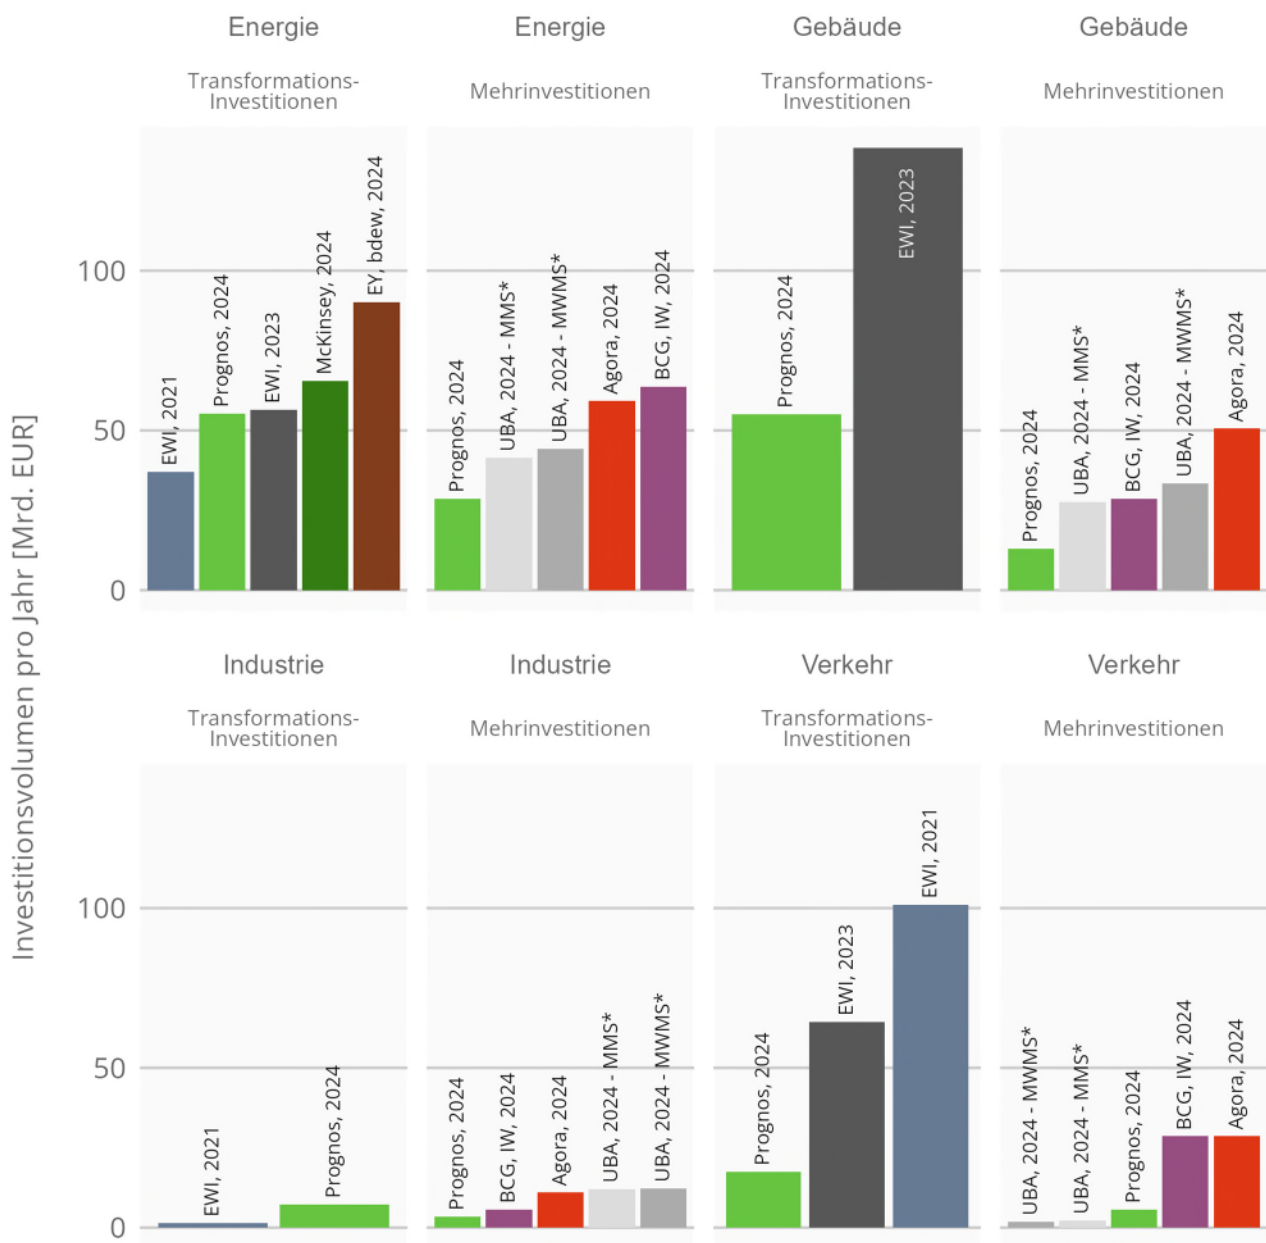 Energie
Transformations-
Investitionen
Energie
Mehrinvestitionen
Gebäude
Transformations-
Investitionen
Gebäude
Mehrinvestitionen
Investitionsvolumen pro Jahr [Mrd. EUR]
100
50
0
EWI, 2021
Prognos, 2024
EWI, 2023
McKinsey, 2024
EY, bdew, 2024
Prognos, 2024
UBA, 2024 - MMS*
UBA, 2024 - MWMS*
Agora, 2024
BCG, IW, 2024
Prognos, 2024
EWI, 2023
Prognos, 2024
UBA, 2024 - MMS*
BCG, IW, 2024
UBA, 2024 - MWMS*
Agora, 2024
Industrie
Transformations-
Investitionen
Industrie
Mehrinvestitionen
Verkehr
Transformations-
Investitionen
Verkehr
Mehrinvestitionen
100
50
0
EWI, 2021
Prognos, 2024
Prognos, 2024
BCG, IW, 2024
Agora, 2024
UBA, 2024 - MMS*
UBA, 2024 - MWMS*
Prognos, 2024
EWI, 2023
EWI, 2021
UBA, 2024 - MWMS*
UBA, 2024 - MMS*
Prognos, 2024
BCG, IW, 2024
Agora, 2024